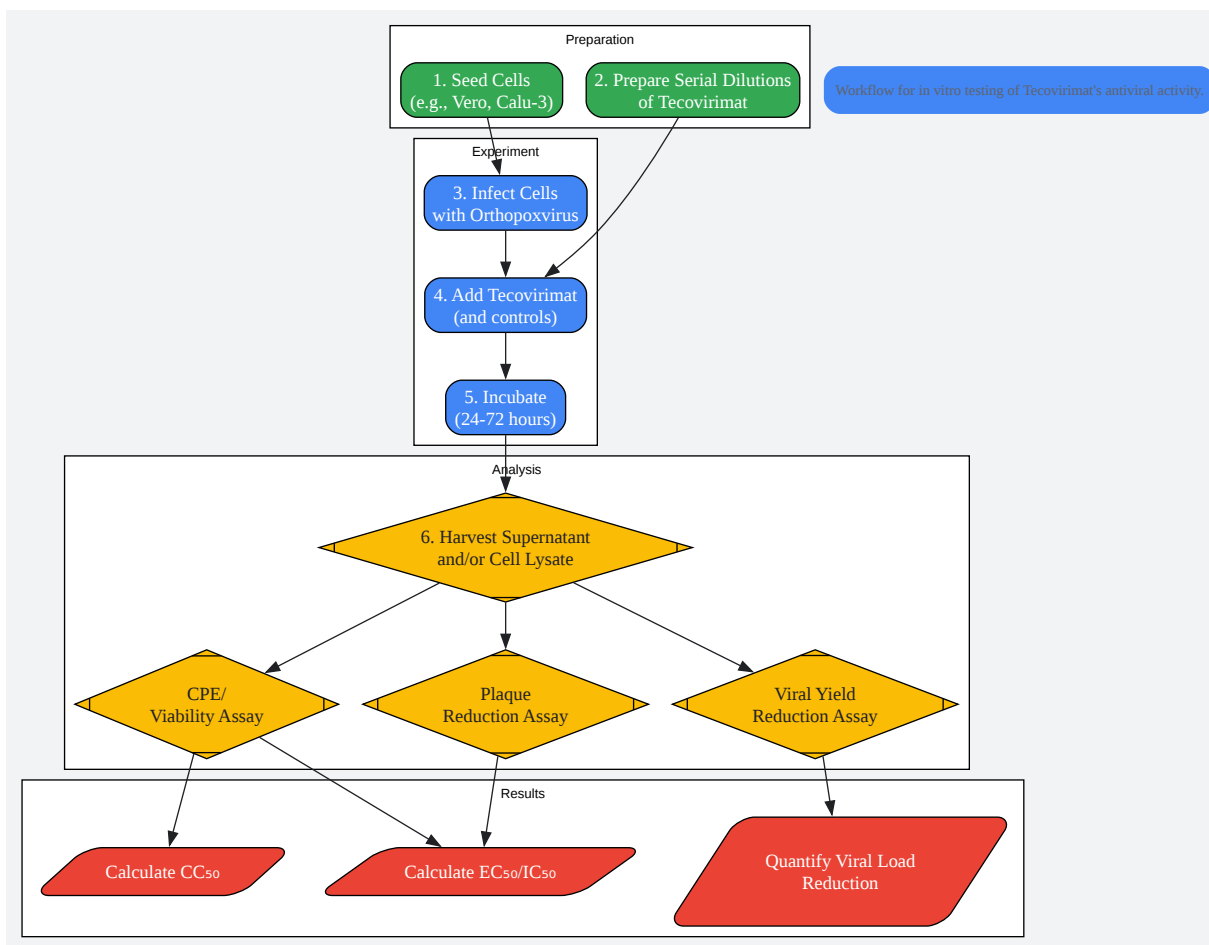 Preparation
1. Seed Cells
(e.g., Vero, Calu-3)
2. Prepare Serial Dilutions
of Tecovirimat
Workflow for in vitro testing of Tecovirimat's antiviral activity.
Experiment
3. Infect Cells
with Orthopoxvirus
4. Add Tecovirimat
(and controls)
5. Incubate
(24-72 hours)
Analysis
6. Harvest Supernatant
and/or Cell Lysate
CPE/
Viability Assay
Plaque
Reduction Assay
Viral Yield
Reduction Assay
Results
Calculate CC₅₀
Calculate EC₅₀/IC₅₀
Quantify Viral Load
Reduction